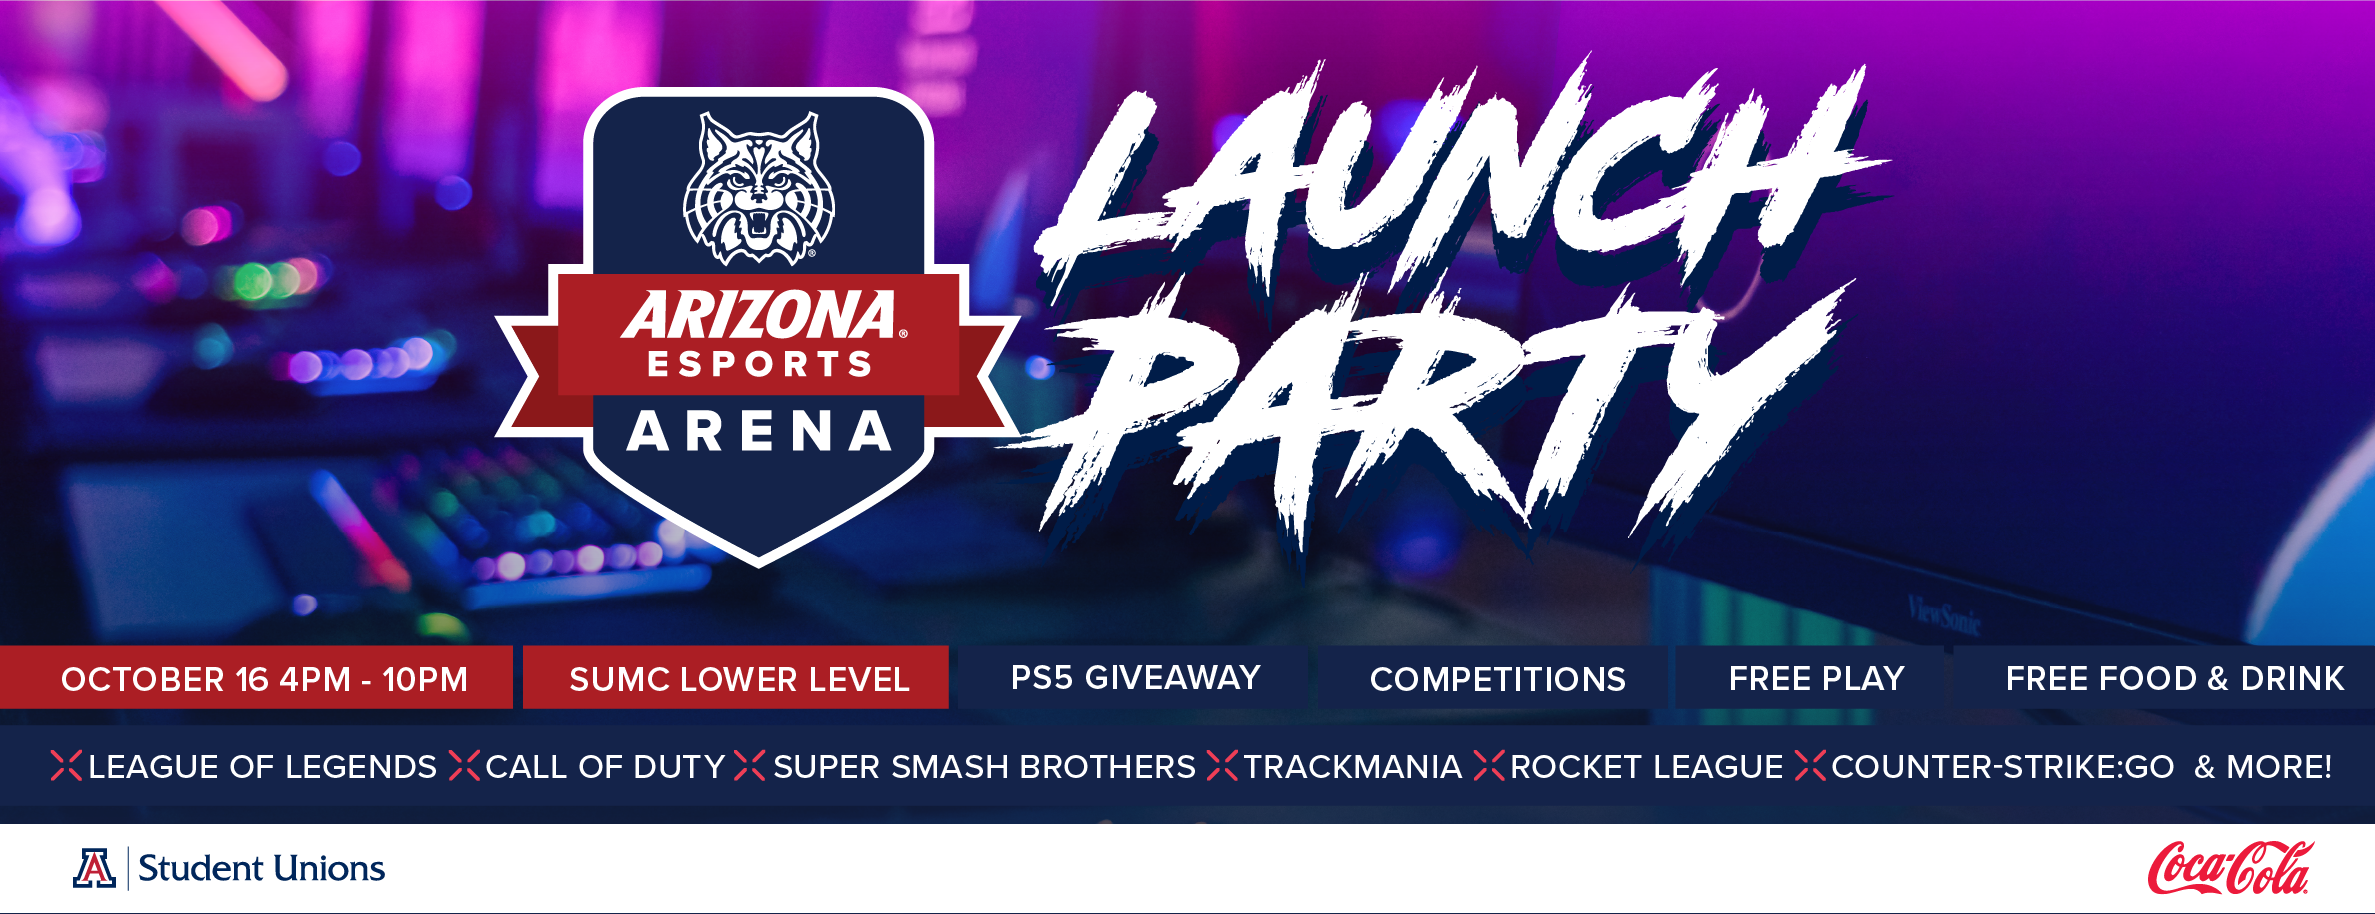 LAUNCH
PARTY
ARIZONA®
ESPORTS
ARENA
ViewSonic
OCTOBER 16 4PM - 10PM
SUMC LOWER LEVEL
PS5 GIVEAWAY
COMPETITIONS
FREE PLAY
FREE FOOD & DRINK
LEAGUE OF LEGENDS CALL OF DUTY SUPER SMASH BROTHERS TRACKMANIA ROCKET LEAGUE COUNTER-STRIKE:GO & MORE!
A Student Unions
Coca-Cola®